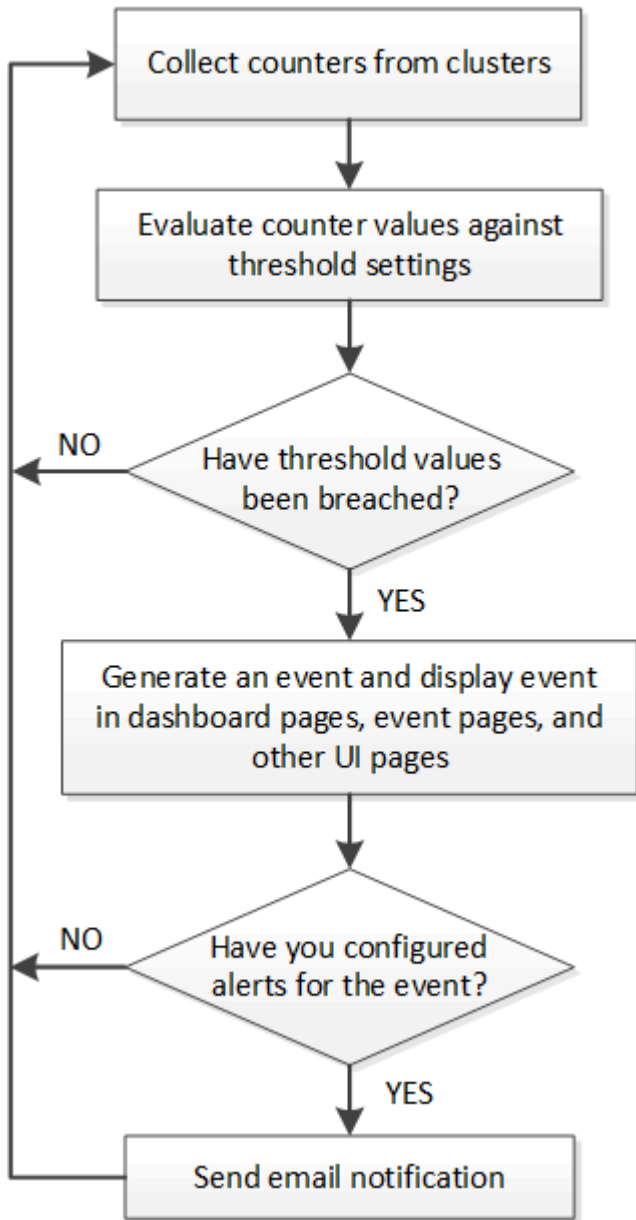 Collect counters from clusters
Evaluate counter values against
threshold settings
NO
Have threshold values
been breached?
YES
Generate an event and display event
in dashboard pages, event pages, and
other UI pages
NO
Have you configured
alerts for the event?
YES
Send email notification